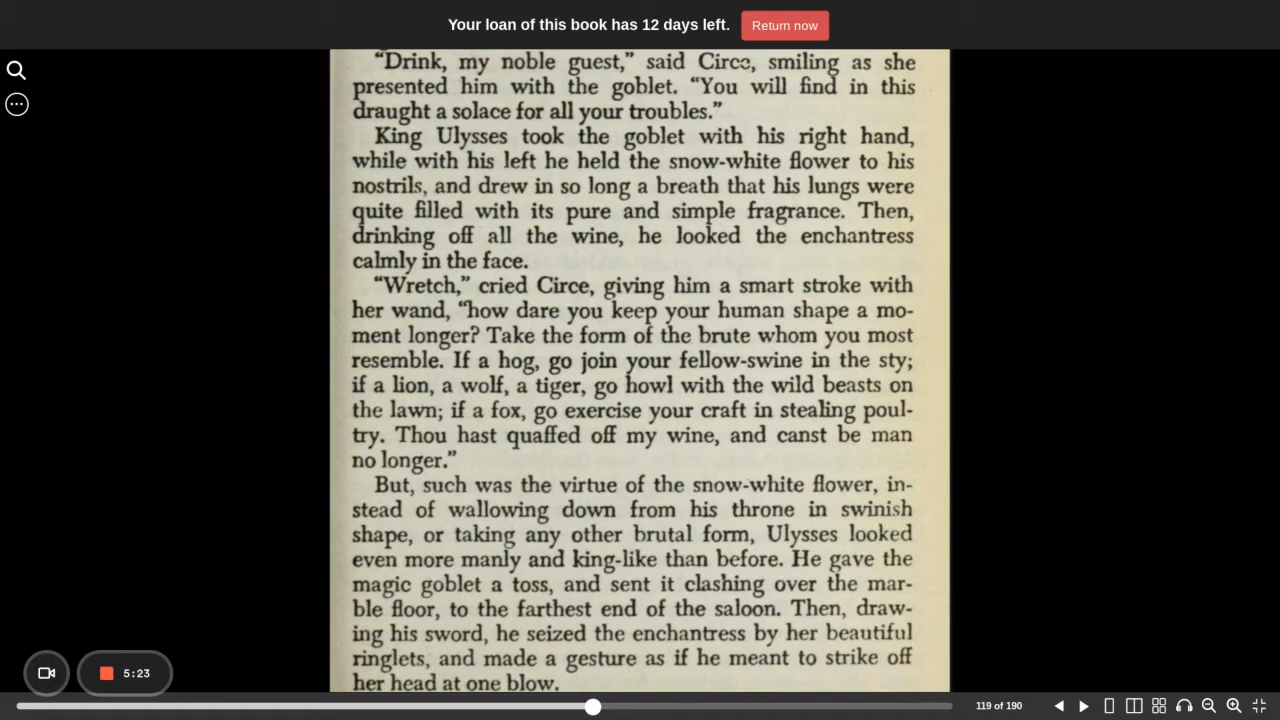 Your loan of this book has 12 days left. Return now
“Drink, my noble guest,” said Circe, smiling as she
presented him with the goblet. “You will find in this
draught a solace for all your troubles.”
King Ulysses took the goblet with his right hand,
while with his left he held the snow-white flower to his
nostrils, and drew in so long a breath that his lungs were
quite filled with its pure and simple fragrance. Then,
drinking off all the wine, he looked the enchantress
calmly in the face.
“Wretch,” cried Circe, giving him a smart stroke with
her wand, “how dare you keep your human shape a mo-
ment longer? Take the form of the brute whom you most
resemble. If a hog, go join your fellow-swine in the sty;
if a lion, a wolf, a tiger, go howl with the wild beasts on
the lawn; if a fox, go exercise your craft in stealing poul-
try. Thou hast quaffed off my wine, and canst be man
no longer.”
But, such was the virtue of the snow-white flower, in-
stead of wallowing down from his throne in swinish
shape, or taking any other brutal form, Ulysses looked
even more manly and king-like than before. He gave the
magic goblet a toss, and sent it clashing over the mar-
ble floor, to the farthest end of the saloon. Then, draw-
ing his sword, he seized the enchantress by her beautiful
ringlets, and made a gesture as if he meant to strike off
her head at one blow.
5:23
119 of 190